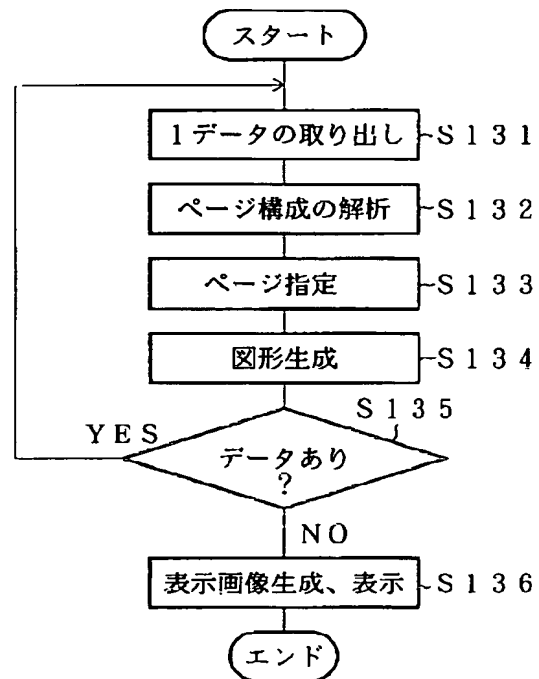 スタート
1データの取り出し S131
ページ構成の解析 S132
ページ指定 S133
図形生成 S134
S135
YES
データあり
?
NO
表示画像生成、表示 S136
エンド